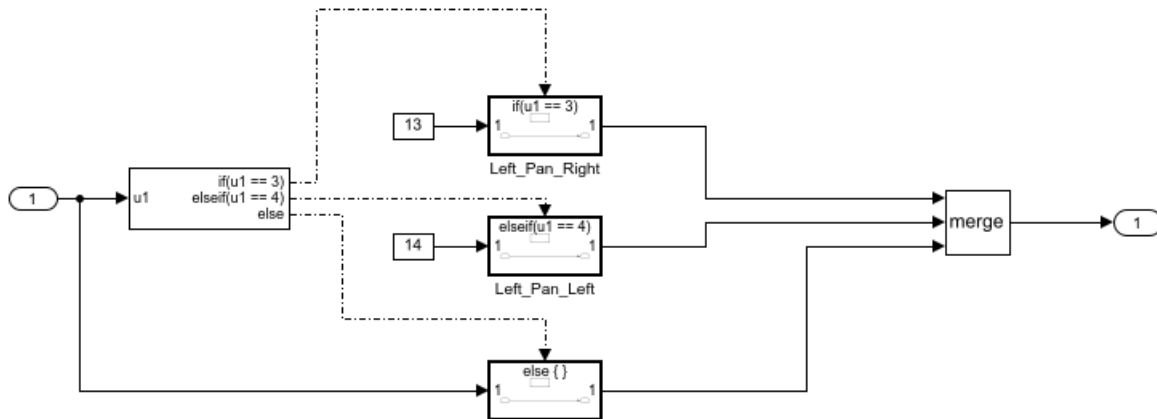 if(u1 == 3)
13
1
1
Left_Pan_Right
1
u1
if(u1 == 3)
elseif(u1 == 4)
else
elseif(u1 == 4)
14
1
1
Left_Pan_Left
merge
1
else { }
1
1